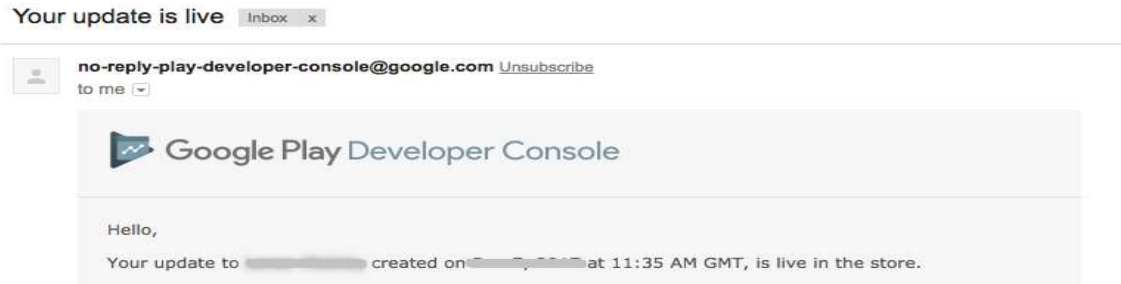 Your update is live Inbox x
no-reply-play-developer-console@google.com Unsubscribe
to me
Google Play Developer Console
Hello,
Your update to created on at 11:35 AM GMT, is live in the store.